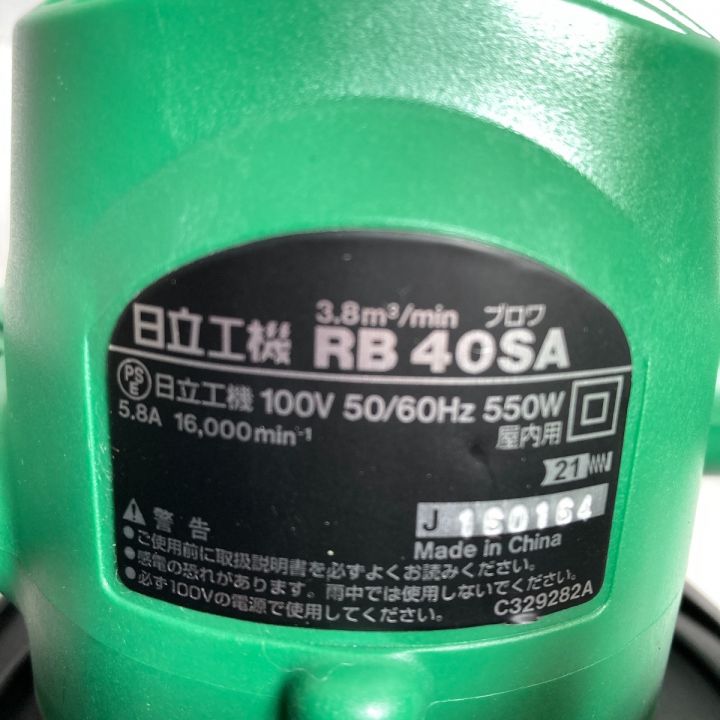 3.8m³/min ブロワ
日立工機 RB 40SA
PSE 日立工機 100V 50/60Hz 550W
5.8A 16,000min⁻¹ 屋内用
21
J 160164
Made in China
警告
●ご使用前に取扱説明書を必ずよくお読みください。
●感電の恐れがあります。雨中では使用しないでください。
●必ず100Vの電源で使用してください。
C329282A